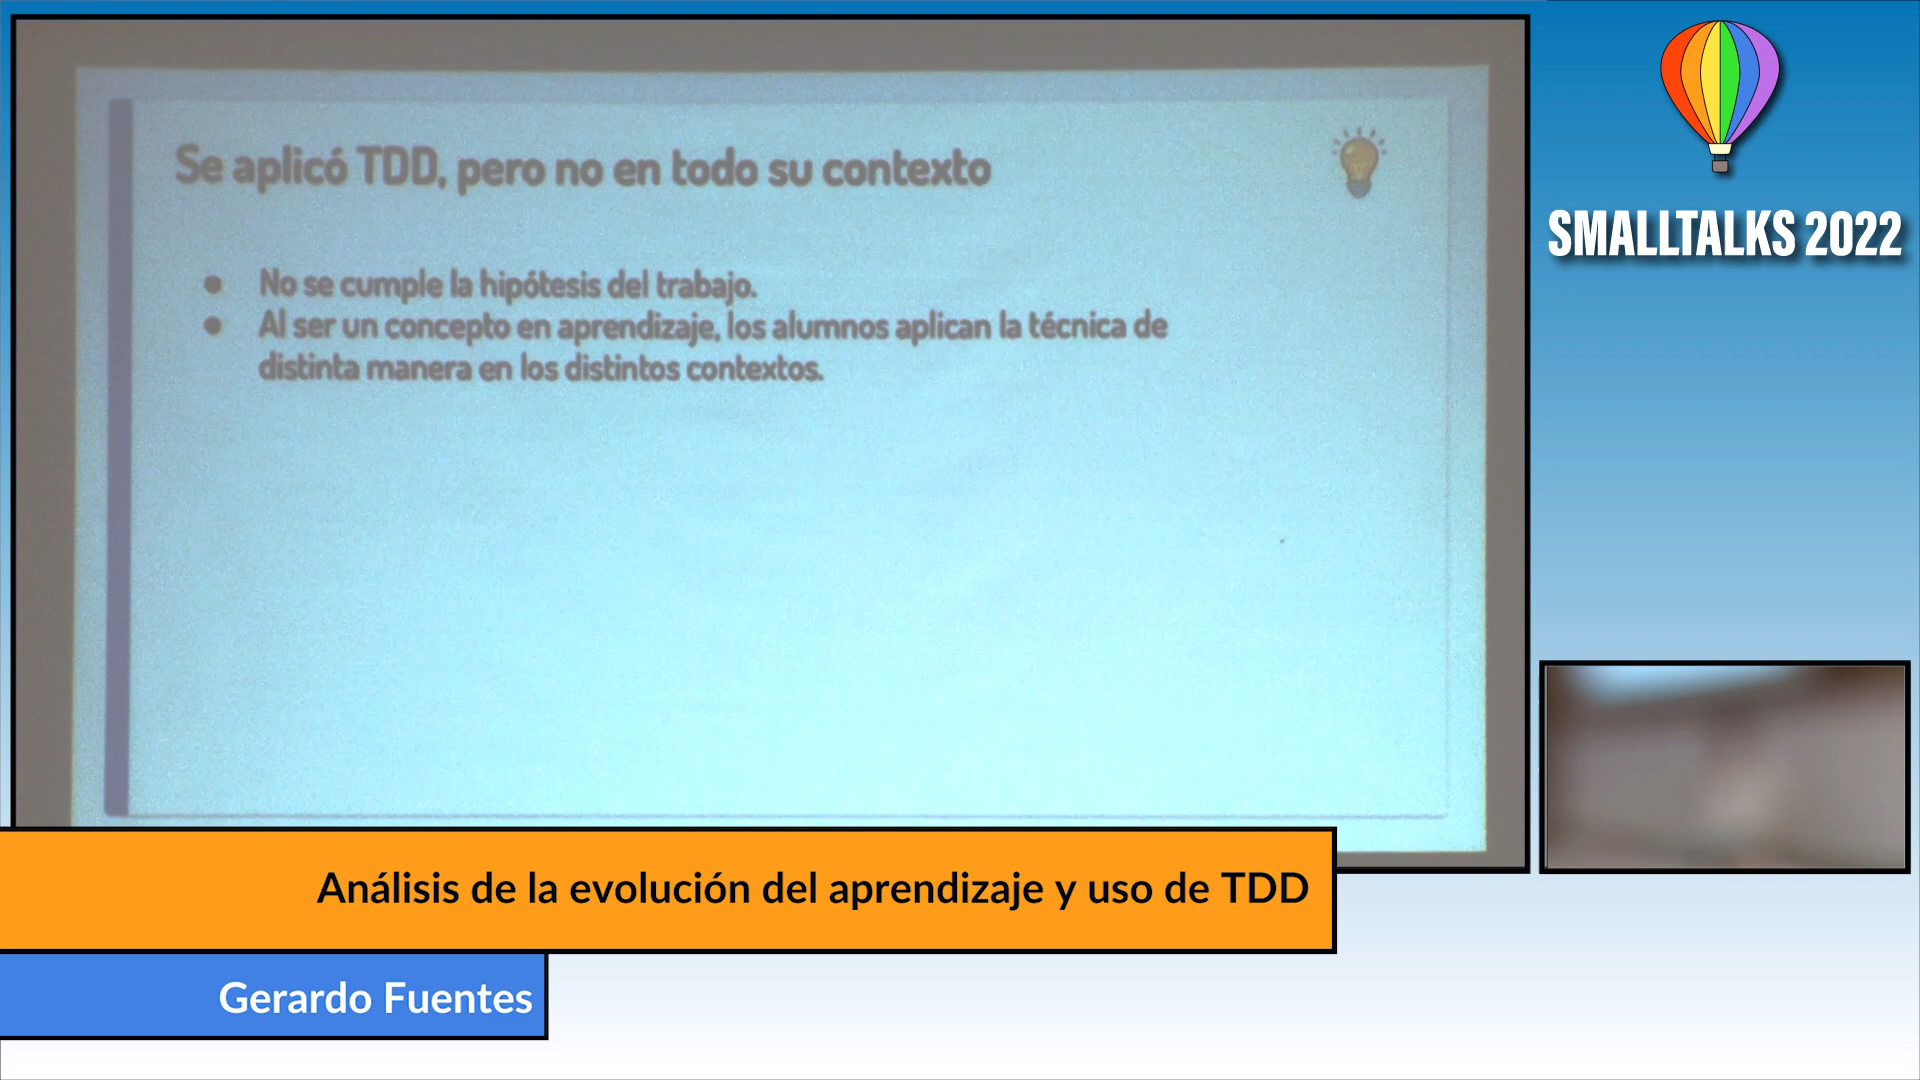 Se aplicó TDD, pero no en todo su contexto
● No se cumple la hipótesis del trabajo.
● Al ser un concepto en aprendizaje, los alumnos aplican la técnica de
distinta manera en los distintos contextos.
SMALLTALKS 2022
Análisis de la evolución del aprendizaje y uso de TDD
Gerardo Fuentes